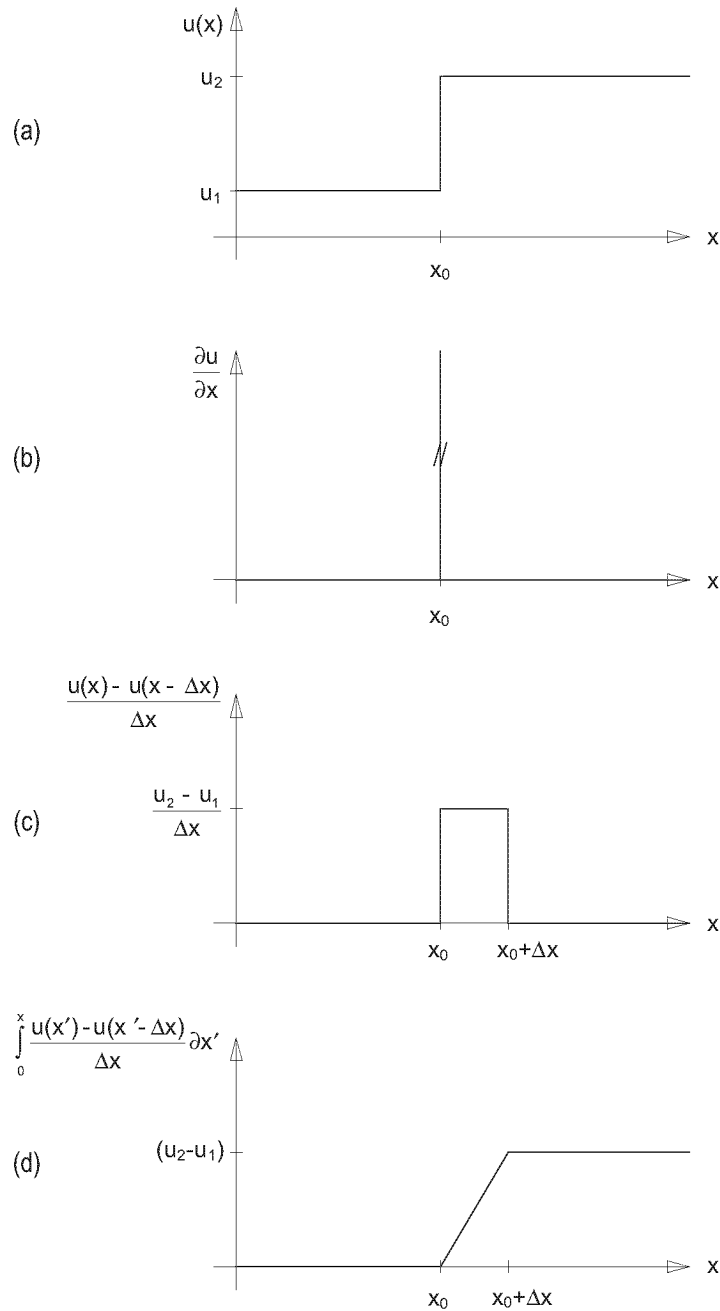 u(x)
u₂
(a)
u₁
x
x₀
∂u
∂x
(b)
x
x₀
u(x) - u(x - Δx)
Δx
u₂ - u₁
Δx
(c)
x
x₀ x₀+Δx
∫₀ˣ u(x′) - u(x′ - Δx) ∂x′
Δx
(u₂-u₁)
(d)
x
x₀ x₀+Δx